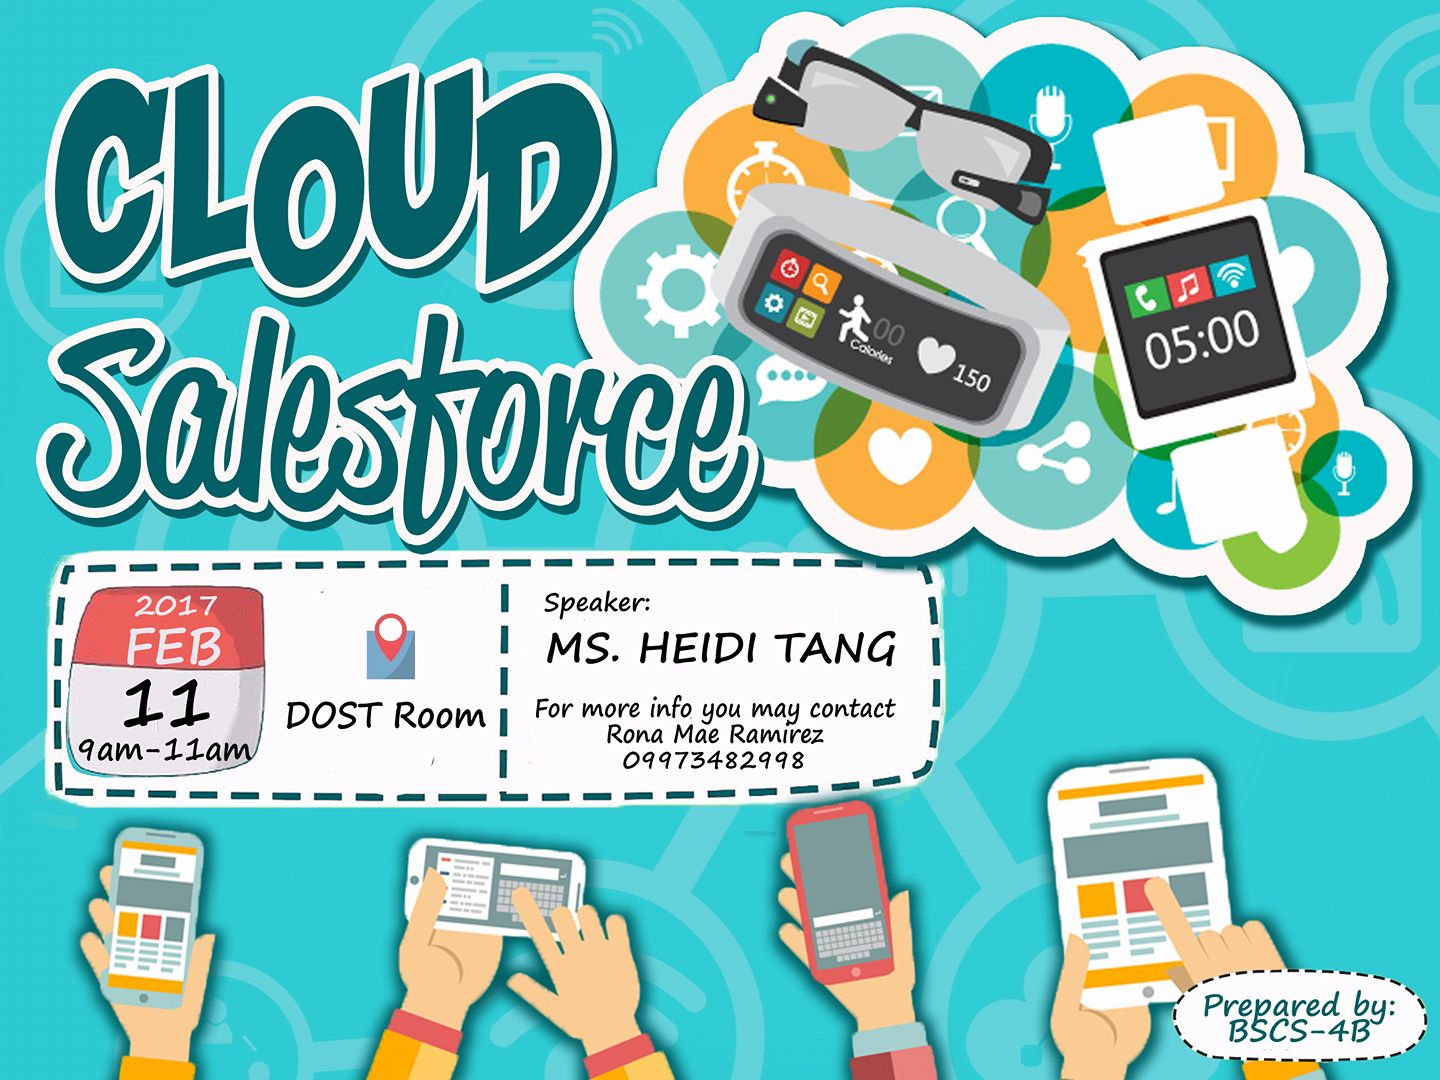 CLOUD
Salesforce
00
Calories
150
05:00
2017
FEB
11
9am-11am
DOST Room
Speaker:
MS. HEIDI TANG
For more info you may contact
Rona Mae Ramirez
09973482998
Prepared by:
BSCS-4B